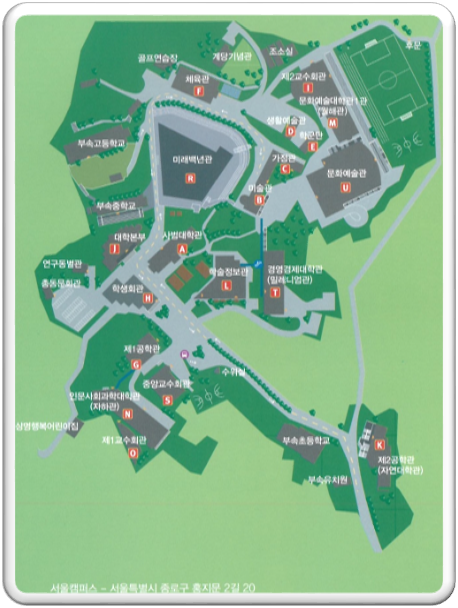 후문
골프연습장
계당기념관
조소실
체육관
F
제2교수회관
I
문화예술대학관1관
(월해관)
M
생활예술관
D
학군단
E
부속고등학교
미래백년관
R
가정관
C
문화예술관
U
미술관
B
부속중학교
대학본부
J
사범대학관
A
연구동별관
총동문회관
학생회관
H
학술정보관
L
경영경제대학관
(밀레니엄관)
T
제1공학관
G
수위실
중앙교수회관
S
인문사회과학대학관
(자하관)
N
상명행복어린이집
제1교수회관
O
부속초등학교
K
제2공학관
(자연대학관)
부속유치원
서울캠퍼스 - 서울특별시 종로구 홍지문 2길 20